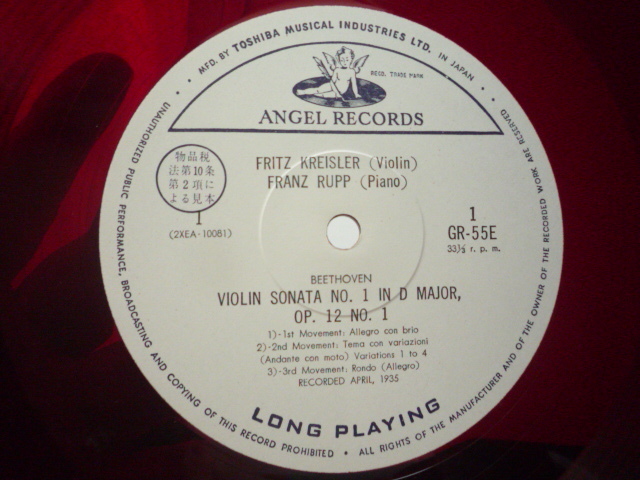 • MFD. BY TOSHIBA MUSICAL INDUSTRIES LTD. IN JAPAN. •
REGD. TRADE MARK
ANGEL RECORDS
物品税
法第10条
第2項に
よる見本
FRITZ KREISLER (Violin)
FRANZ RUPP (Piano)
1
(2XEA-10081)
1
GR-55E
33⅓ r. p. m.
BEETHOVEN
VIOLIN SONATA NO. 1 IN D MAJOR,
OP. 12 NO. 1
1)-1st Movement: Allegro con brio
2)-2nd Movement: Tema con variazioni
(Andante con moto) Variations 1 to 4
3)-3rd Movement: Rondo (Allegro)
RECORDED APRIL, 1935
LONG PLAYING
UNAUTHORIZED PUBLIC PERFORMANCE, BROADCASTING AND COPYING OF THIS RECORD PROHIBITED • ALL RIGHTS OF THE MANUFACTURER AND OF THE OWNER OF THE RECORDED WORK ARE RESERVED